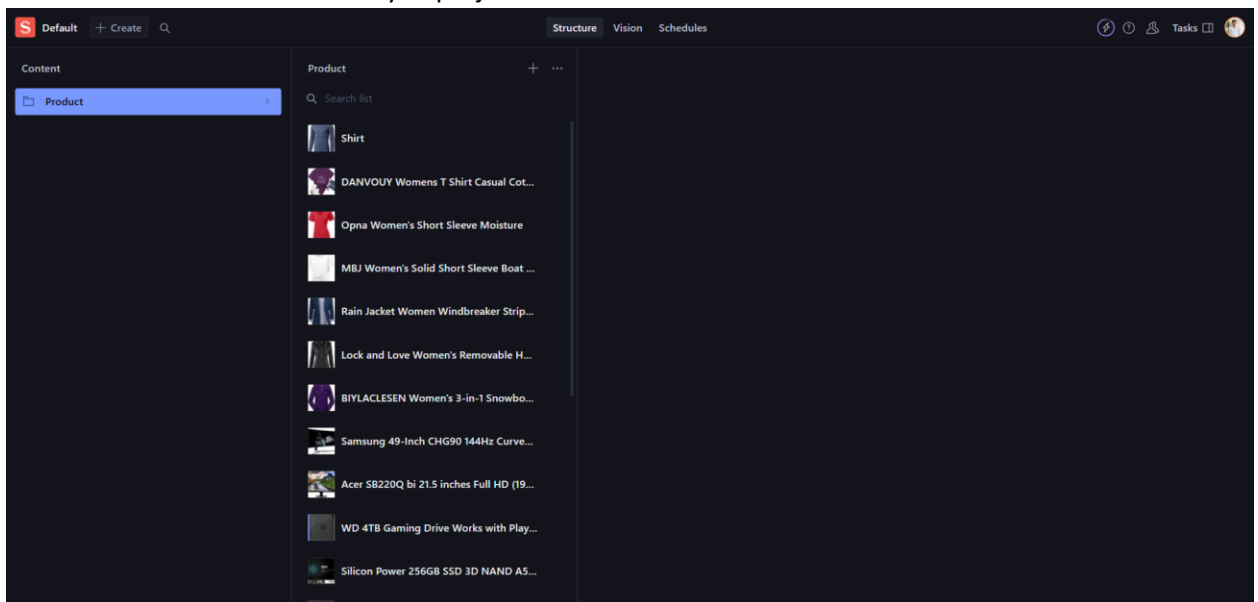 S Default + Create
Structure Vision Schedules
Tasks
Content
Product
Product
Search list
Shirt
DANVOUY Womens T Shirt Casual Cot...
Opna Women's Short Sleeve Moisture
MBJ Women's Solid Short Sleeve Boat ...
Rain Jacket Women Windbreaker Strip...
Lock and Love Women's Removable H...
BIYLACLESEN Women's 3-in-1 Snowbo...
Samsung 49-Inch CHG90 144Hz Curve...
Acer SB220Q bi 21.5 inches Full HD (19...
WD 4TB Gaming Drive Works with Play...
Silicon Power 256GB SSD 3D NAND A5...